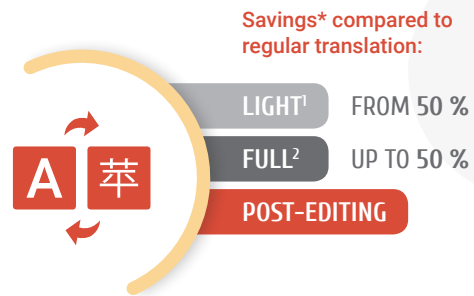 Savings* compared to
regular translation:
LIGHT¹ FROM 50 %
FULL² UP TO 50 %
A 苹
POST-EDITING